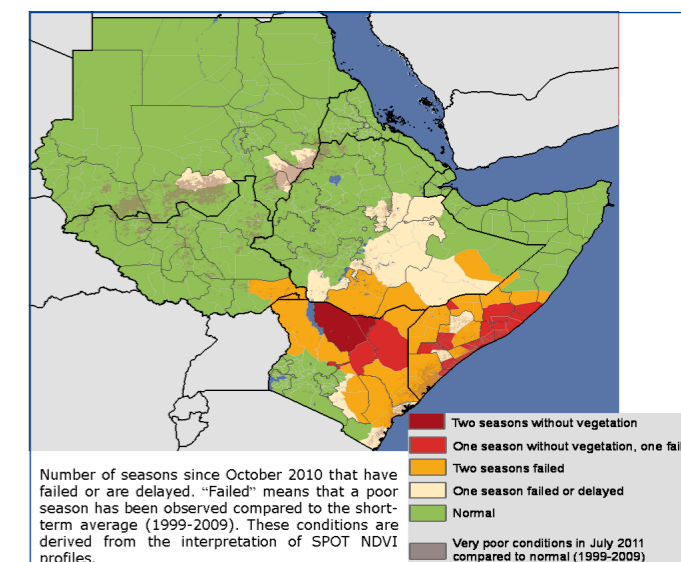 Two seasons without vegetation
One season without vegetation, one fail
Two seasons failed
One season failed or delayed
Normal
Very poor conditions in July 2011
compared to normal (1999-2009)
Number of seasons since October 2010 that have
failed or are delayed. “Failed” means that a poor
season has been observed compared to the short-
term average (1999-2009). These conditions are
derived from the interpretation of SPOT NDVI
profiles.